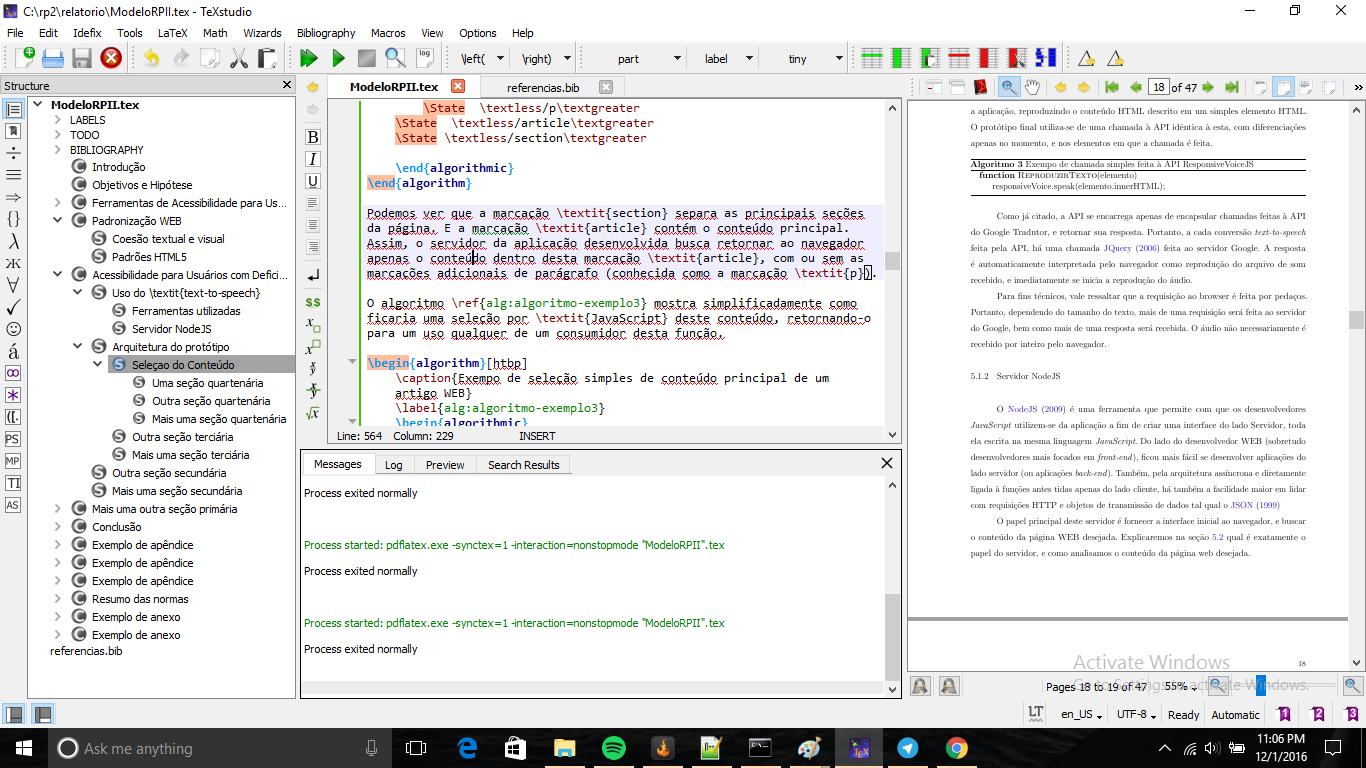 C:\rp2\relatorio\ModeloRPII.tex - TeXstudio
File Edit Idefix Tools LaTeX Math Wizards Bibliography Macros View Options Help
log \left( \right) part label tiny
Structure
ModeloRPII.tex
LABELS
TODO
BIBLIOGRAPHY
Introdução
Objetivos e Hipótese
Ferramentas de Acessibilidade para Us...
Padronização WEB
Coesão textual e visual
Padrões HTML5
Acessibilidade para Usuários com Defici...
Uso do \textit{text-to-speech}
Ferramentas utilizadas
Servidor NodeJS
Arquitetura do protótipo
Seleçao do Conteúdo
Uma seção quartenária
Outra seção quartenária
Mais uma seção quartenária
Outra seção terciária
Mais uma seção terciária
Outra seção secundária
Mais uma seção secundária
Mais uma outra seção primária
Conclusão
Exemplo de apêndice
Exemplo de apêndice
Exemplo de apêndice
Resumo das normas
Exemplo de anexo
Exemplo de anexo
referencias.bib
PS
MP
TI
AS
ModeloRPII.tex referencias.bib
B
I
U
$$
\State \textless/p\textgreater
\State \textless/article\textgreater
\State \textless/section\textgreater
\end{algorithmic}
\end{algorithm}
Podemos ver que a marcação \textit{section} separa as principais seções
da página. E a marcação \textit{article} contém o conteúdo principal.
Assim, o servidor da aplicação desenvolvida busca retornar ao navegador
apenas o conteúdo dentro desta marcação \textit{article}, com ou sem as
marcações adicionais de parágrafo (conhecida como a marcação \textit{p}).
O algoritmo \ref{alg:algoritmo-exemplo3} mostra simplificadamente como
ficaria uma seleção por \textit{JavaScript} deste conteúdo, retornando-o
para um uso qualquer de um consumidor desta função.
\begin{algorithm}[htbp]
\caption{Exempo de seleção simples de conteúdo principal de um
artigo WEB}
\label{alg:algoritmo-exemplo3}
\begin{algorithmic}
Line: 564 Column: 229 INSERT
Messages Log Preview Search Results
Process exited normally
Process started: pdflatex.exe -synctex=1 -interaction=nonstopmode "ModeloRPII".tex
Process exited normally
Process started: pdflatex.exe -synctex=1 -interaction=nonstopmode "ModeloRPII".tex
Process exited normally
18 of 47
a aplicação, reproduzindo o conteúdo HTML descrito em um simples elemento HTML.
O protótipo final utiliza-se de uma chamada à API idêntica à esta, com diferenciações
apenas no momento, e nos elementos em que a chamada é feita.
Algoritmo 3 Exempo de chamada simples feita à API ResponsiveVoiceJS
function ReproduzirTexto(elemento)
responsiveVoice.speak(elemento.innerHTML);
Como já citado, a API se encarrega apenas de encapsular chamadas feitas à API
do Google Tradutor, e retornar sua resposta. Portanto, a cada conversão text-to-speech
feita pela API, há uma chamada JQuery (2006) feita ao servidor Google. A resposta
é automaticamente interpretada pelo navegador como reprodução do arquivo de som
recebido, e imediatamente se inicia a reprodução do áudio.
Para fins técnicos, vale ressaltar que a requisição ao browser é feita por pedaços.
Portanto, dependendo do tamanho do texto, mais de uma requisição será feita ao servidor
do Google, bem como mais de uma resposta será recebida. O áudio não necessariamente é
recebido por inteiro pelo navegador.
5.1.2 Servidor NodeJS
O NodeJS (2009) é uma ferramenta que permite com que os desenvolvedores
JavaScript utilizem-se da aplicação a fim de criar uma interface do lado Servidor, toda
ela escrita na mesma linguagem JavaScript. Do lado do desenvolvedor WEB (sobretudo
desenvolvedores mais focados em front-end), ficou mais fácil se desenvolver aplicações do
lado servidor (ou aplicações back-end). Também, pela arquitetura assíncrona e diretamente
ligada à funções antes tidas apenas do lado cliente, há também a facilidade maior em lidar
com requisições HTTP e objetos de transmissão de dados tal qual o JSON (1999)
O papel principal deste servidor é fornecer a interface inicial ao navegador, e buscar
o conteúdo da página WEB desejada. Explicaremos na seção 5.2 qual é exatamente o
papel do servidor, e como analisamos o conteúdo da página web desejada.
18
Activate Windows
Go to Settings to activate Windows.
Pages 18 to 19 of 47 55%
LT en_US UTF-8 Ready Automatic 1 2 3
Ask me anything
11:06 PM
12/1/2016